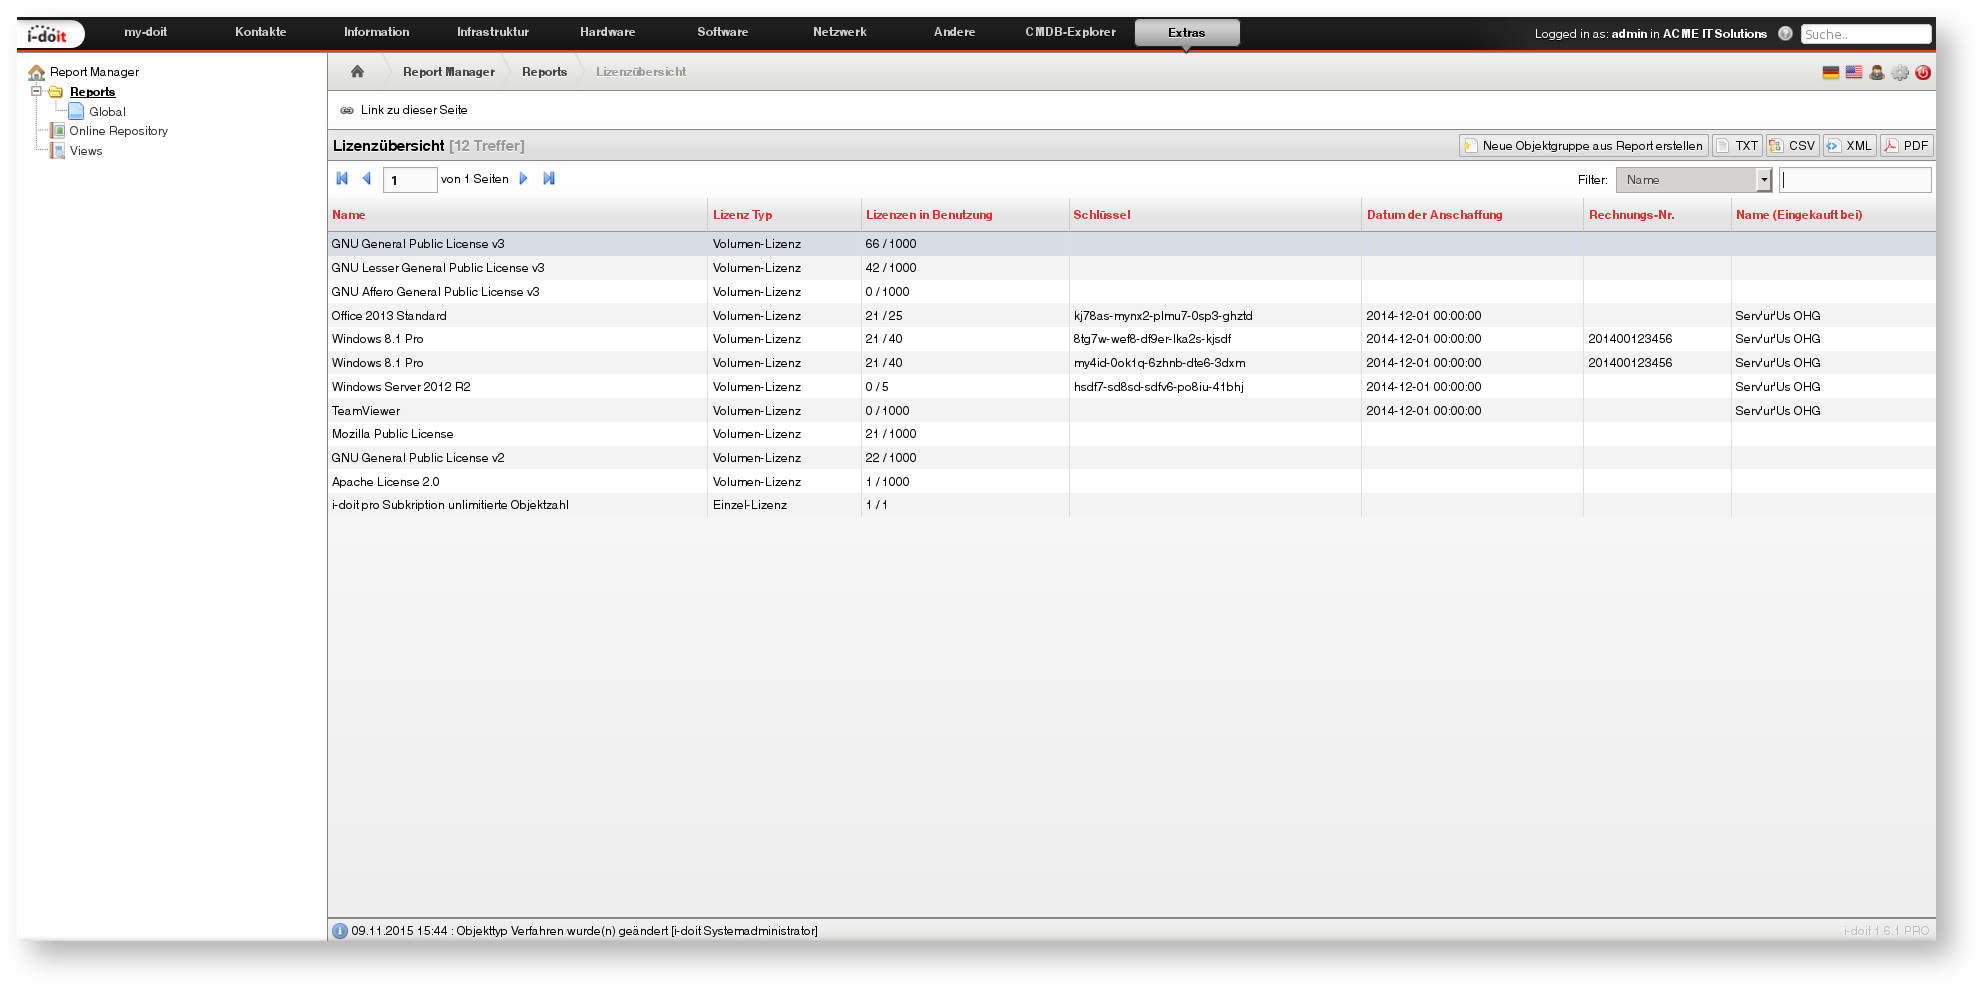 i-doit my-doit Kontakte Information Infrastruktur Hardware Software Netzwerk Andere CMDB-Explorer Extras Logged in as: admin in ACME IT Solutions Suche..
Report Manager
Reports
Global
Online Repository
Views
Report Manager Reports Lizenzübersicht
Link zu dieser Seite
Lizenzübersicht [12 Treffer] Neue Objektgruppe aus Report erstellen TXT CSV XML PDF
1 von 1 Seiten Filter: Name
Name Lizenz Typ Lizenzen in Benutzung Schlüssel Datum der Anschaffung Rechnungs-Nr. Name (Eingekauft bei)
GNU General Public License v3 Volumen-Lizenz 66 / 1000
GNU Lesser General Public License v3 Volumen-Lizenz 42 / 1000
GNU Affero General Public License v3 Volumen-Lizenz 0 / 1000
Office 2013 Standard Volumen-Lizenz 21 / 25 kj78as-mynx2-plmu7-0sp3-ghztd 2014-12-01 00:00:00 Serv'ur'Us OHG
Windows 8.1 Pro Volumen-Lizenz 21 / 40 8tg7w-wef8-df9er-lka2s-kjsdf 2014-12-01 00:00:00 201400123456 Serv'ur'Us OHG
Windows 8.1 Pro Volumen-Lizenz 21 / 40 my4id-0ok1q-6zhnb-dte6-3dxm 2014-12-01 00:00:00 201400123456 Serv'ur'Us OHG
Windows Server 2012 R2 Volumen-Lizenz 0 / 5 hsdf7-sd8sd-sdfv6-po8iu-41bhj 2014-12-01 00:00:00 Serv'ur'Us OHG
TeamViewer Volumen-Lizenz 0 / 1000 2014-12-01 00:00:00 Serv'ur'Us OHG
Mozilla Public License Volumen-Lizenz 21 / 1000
GNU General Public License v2 Volumen-Lizenz 22 / 1000
Apache License 2.0 Volumen-Lizenz 1 / 1000
i-doit pro Subkription unlimitierte Objektzahl Einzel-Lizenz 1 / 1
09.11.2015 15:44 : Objekttyp Verfahren wurde(n) geändert [i-doit Systemadministrator] i-doit 1.6.1 PRO